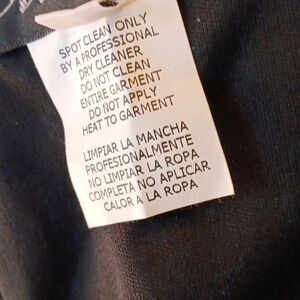 SPOT CLEAN ONLY
BY A PROFESSIONAL
DRY CLEANER
DO NOT CLEAN
ENTIRE GARMENT
DO NOT APPLY
HEAT TO GARMENT
LIMPIAR LA MANCHA
PROFESIONALMENTE
NO LIMPIAR LA ROPA
COMPLETA NO APLICAR
CALOR A LA ROPA